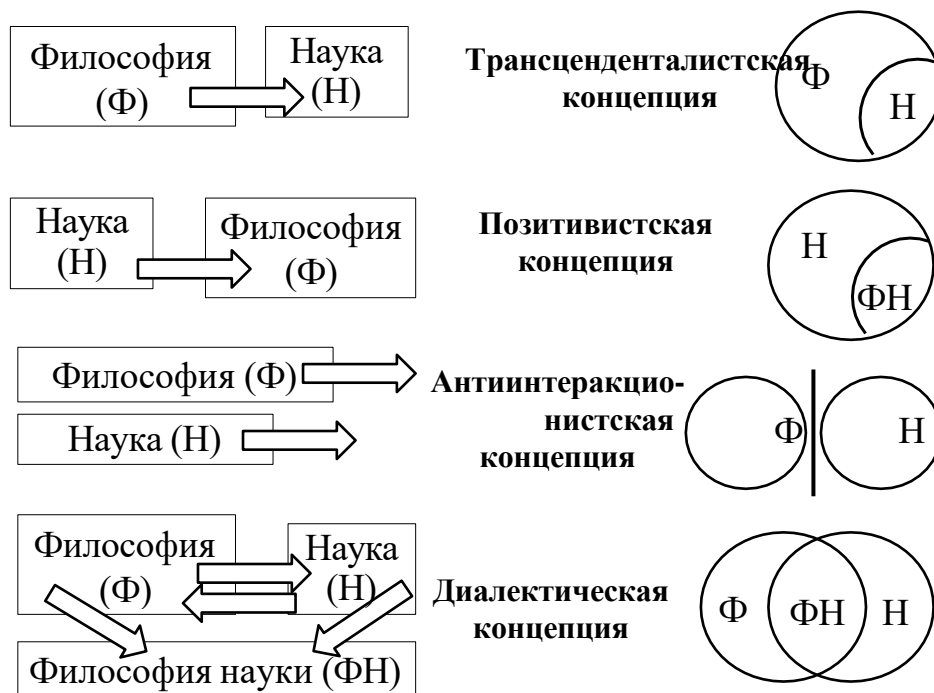 Философия
(Ф)
Наука
(Н)
Трансценденталистская
концепция
Ф
Н
Наука
(Н)
Философия
(Ф)
Позитивистская
концепция
Н
ФН
Философия (Ф)
Наука (Н)
Антиинтеракцио-
нистская
концепция
Ф
Н
Философия
(Ф)
Наука
(Н)
Философия науки (ФН)
Диалектическая
концепция
Ф
ФН
Н